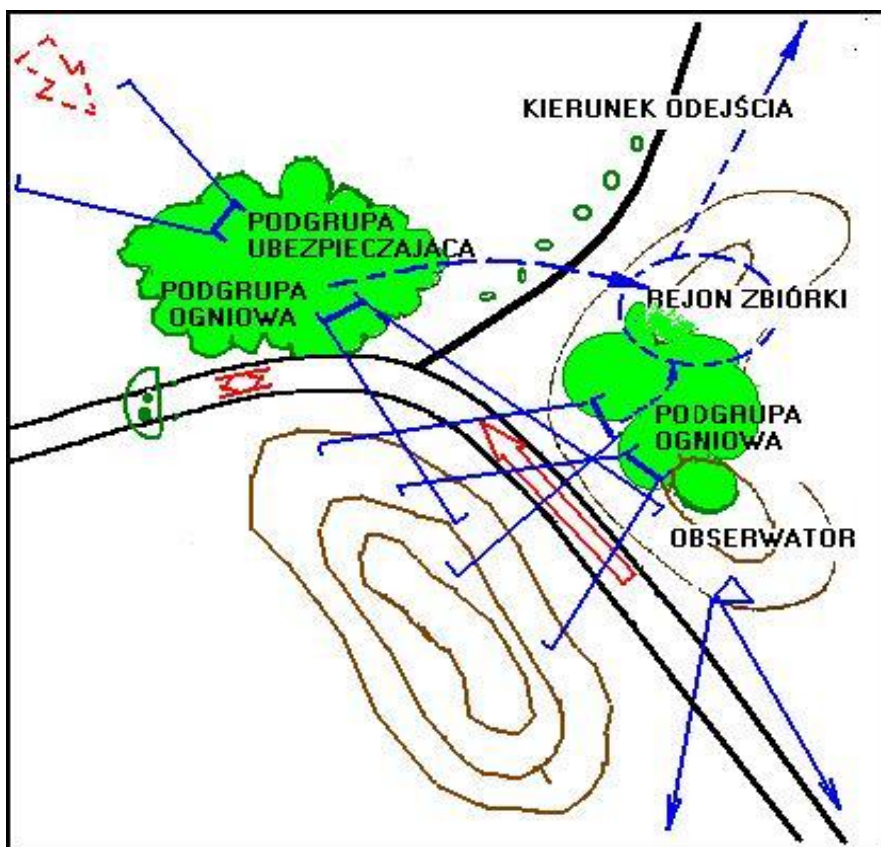 KIERUNEK ODEJŚCIA
PODGRUPA
UBEZPIECZAJĄCA
PODGRUPA
OGNIOWA
REJON ZBIÓRKI
PODGRUPA
OGNIOWA
OBSERWATOR